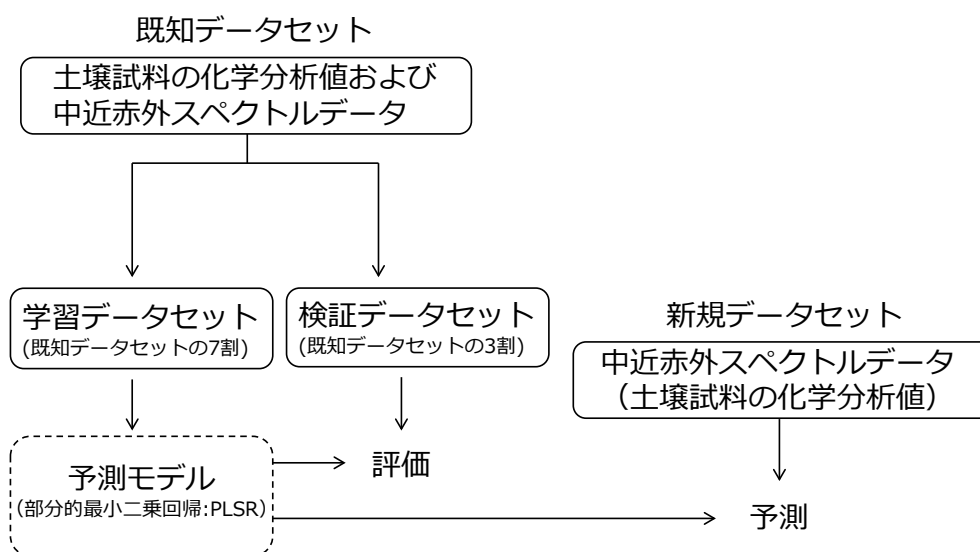 既知データセット
土壌試料の化学分析値および
中近赤外スペクトルデータ
学習データセット
(既知データセットの7割)
検証データセット
(既知データセットの3割)
新規データセット
中近赤外スペクトルデータ
（土壌試料の化学分析値）
予測モデル
（部分的最小二乗回帰:PLSR）
評価
予測